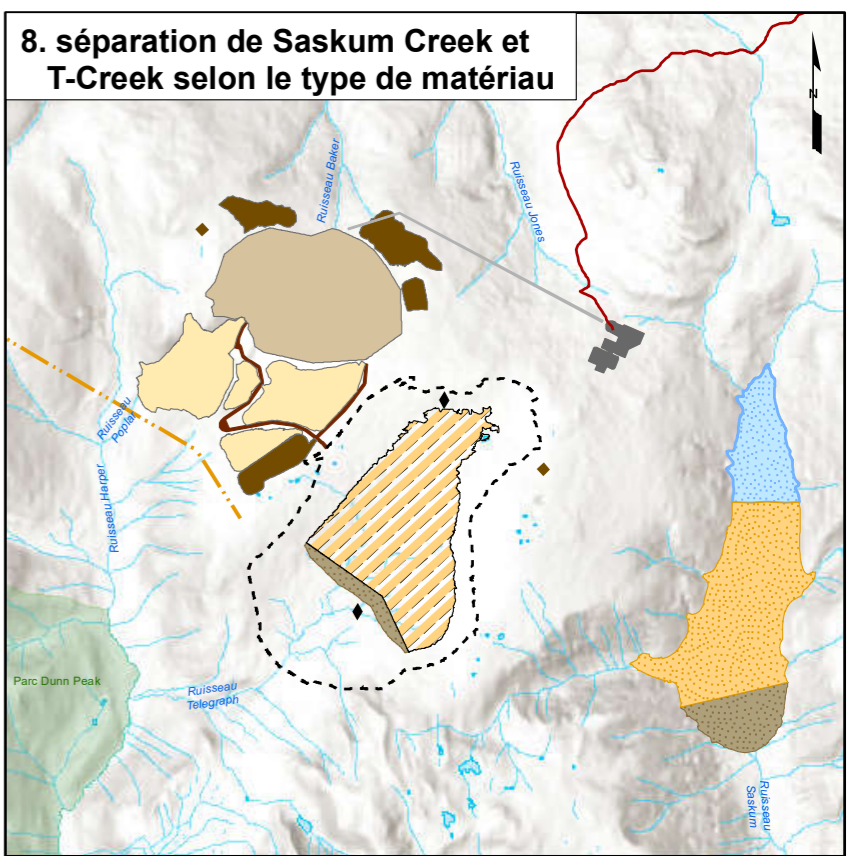 8. séparation de Saskum Creek et
T-Creek selon le type de matériau
N
Ruisseau Baker
Ruisseau Jones
Ruisseau
Poplar
Ruisseau Harper
Parc Dunn Peak
Ruisseau
Telegraph
Ruisseau
Saskum